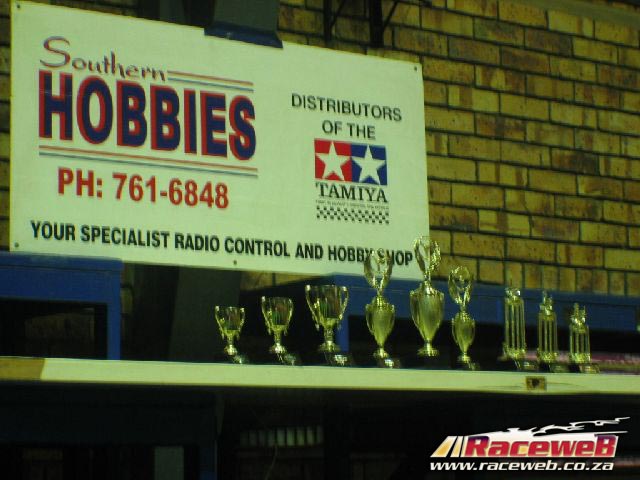 Southern
HOBBIES
PH: 761-6848
DISTRIBUTORS
OF THE
TAMIYA
YOUR SPECIALIST RADIO CONTROL AND HOBBY SHOP
RaceweB
www.raceweb.co.za